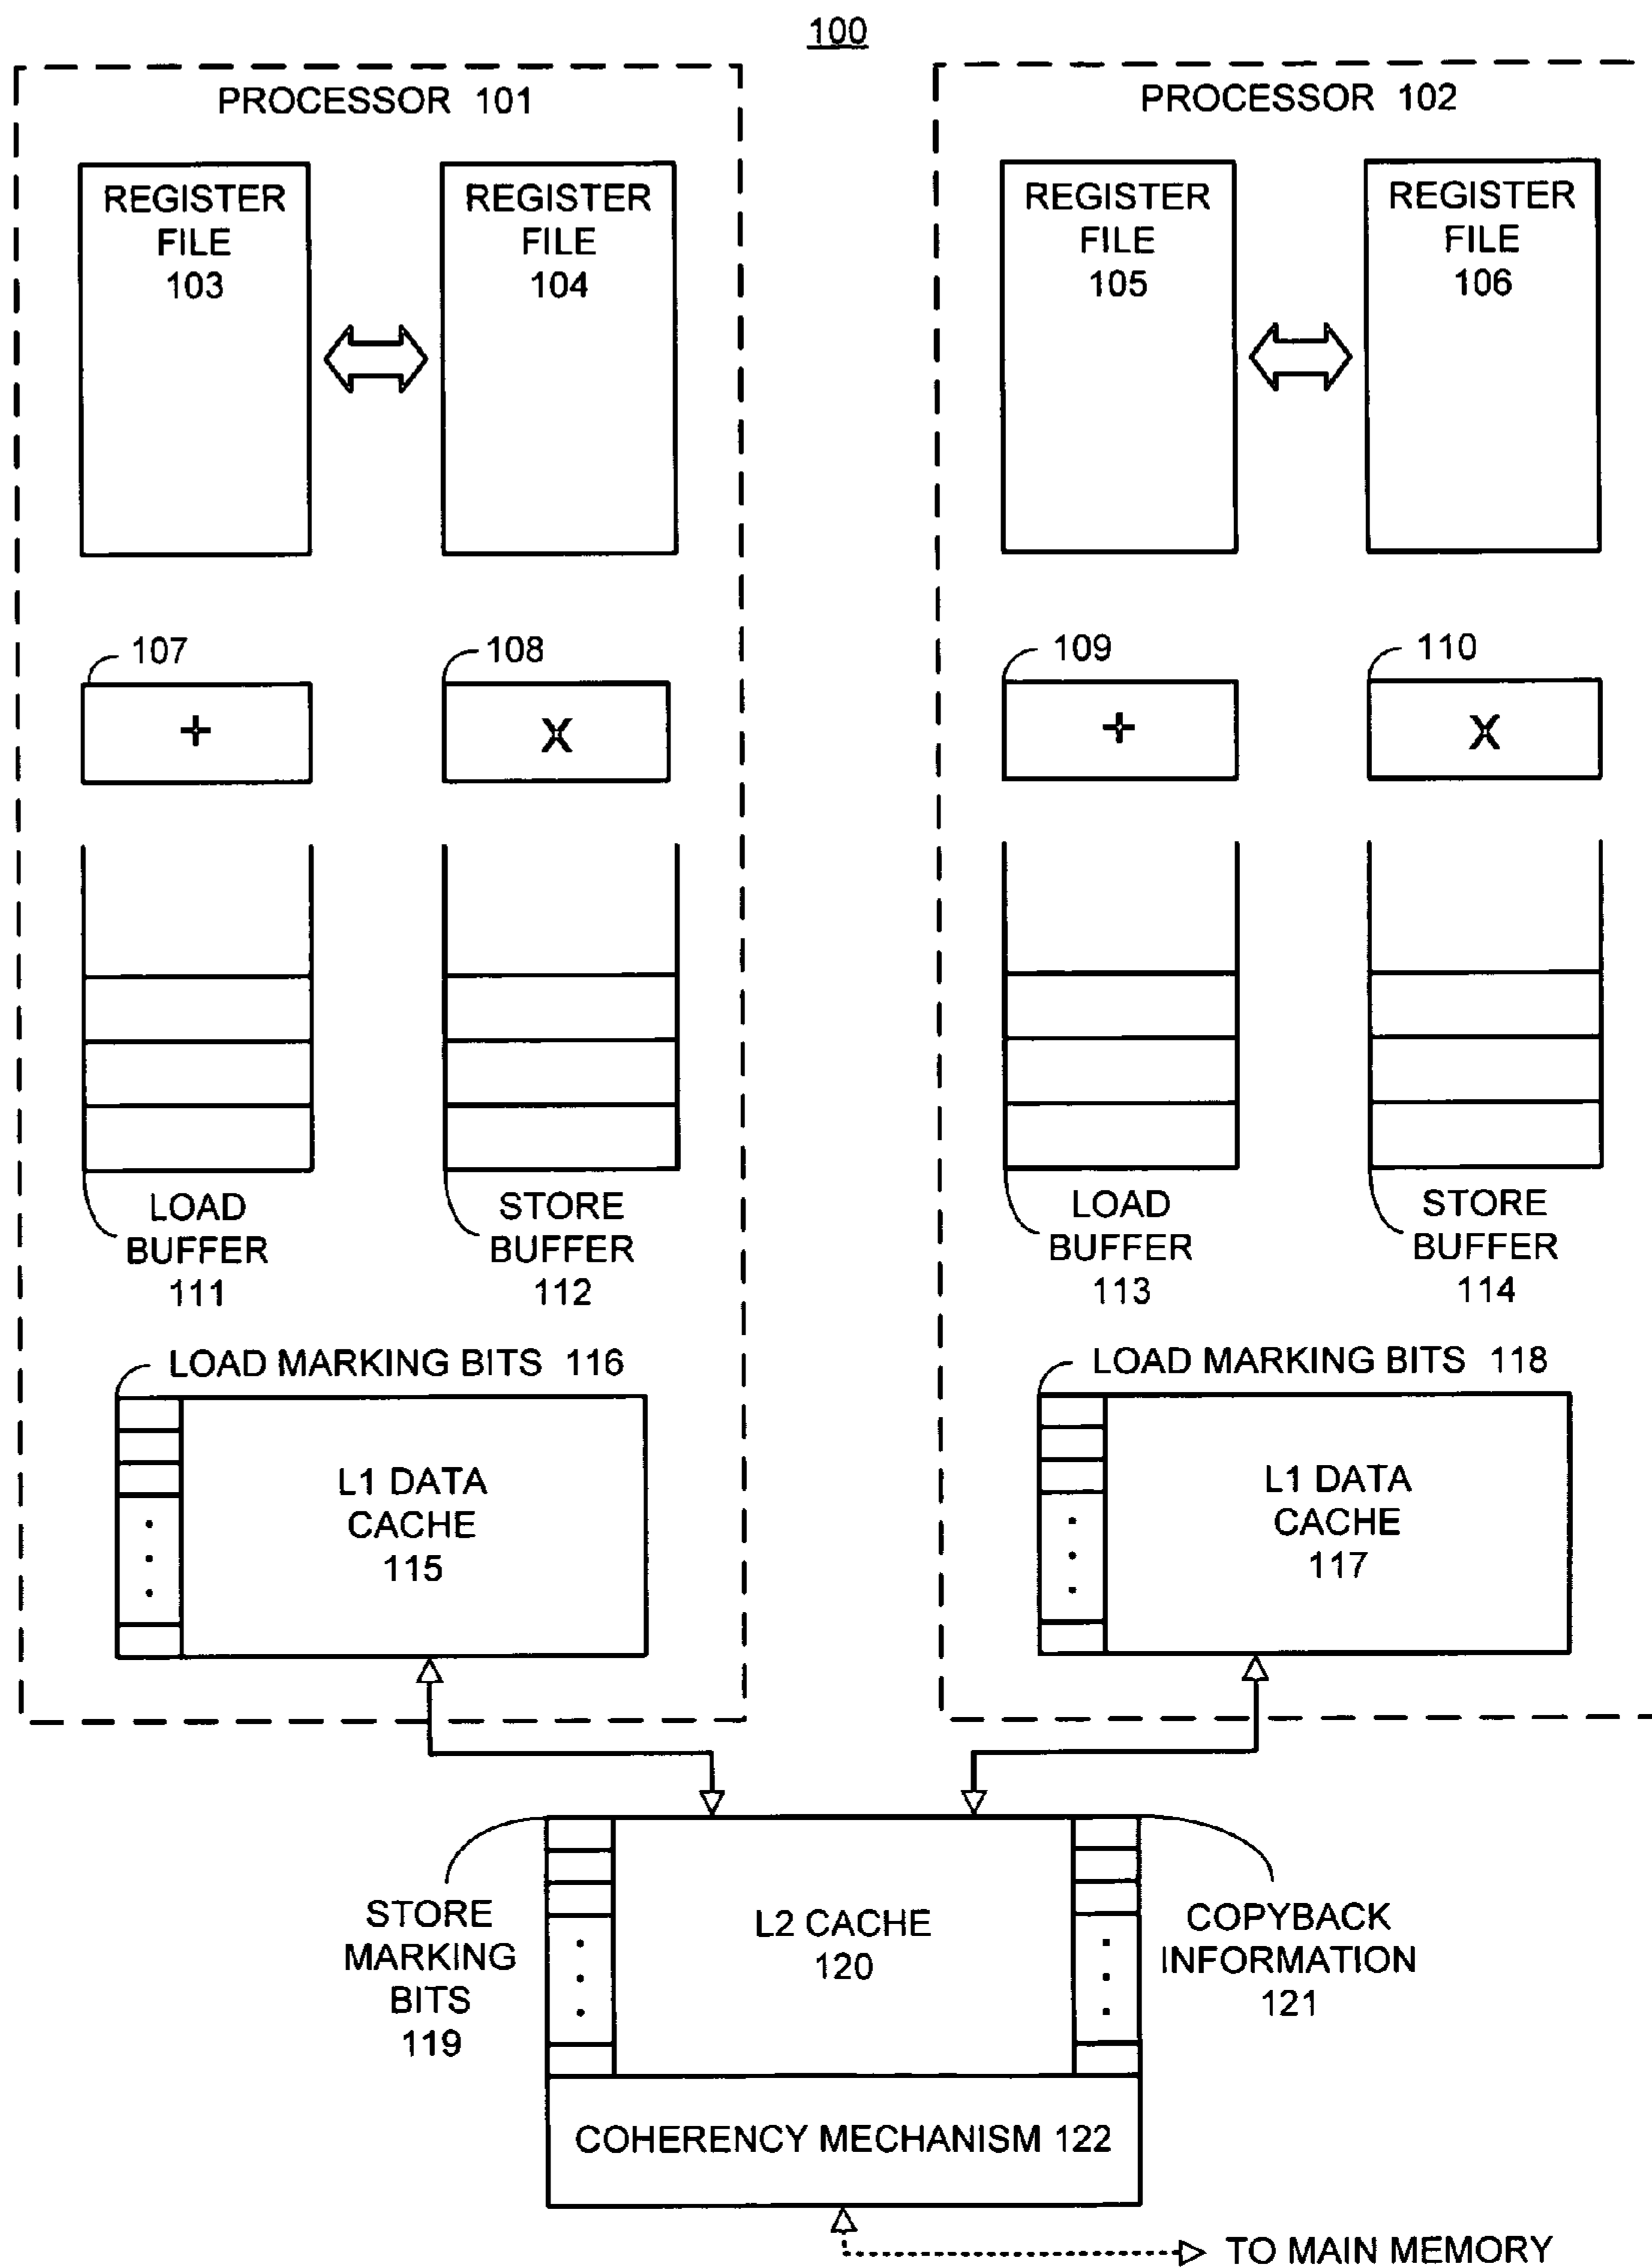 100
PROCESSOR 101
REGISTER
FILE
103
REGISTER
FILE
104
107
+
108
X
LOAD
BUFFER
111
STORE
BUFFER
112
LOAD MARKING BITS 116
L1 DATA
CACHE
115
PROCESSOR 102
REGISTER
FILE
105
REGISTER
FILE
106
109
+
110
X
LOAD
BUFFER
113
STORE
BUFFER
114
LOAD MARKING BITS 118
L1 DATA
CACHE
117
STORE
MARKING
BITS
119
L2 CACHE
120
COPYBACK
INFORMATION
121
COHERENCY MECHANISM 122
TO MAIN MEMORY